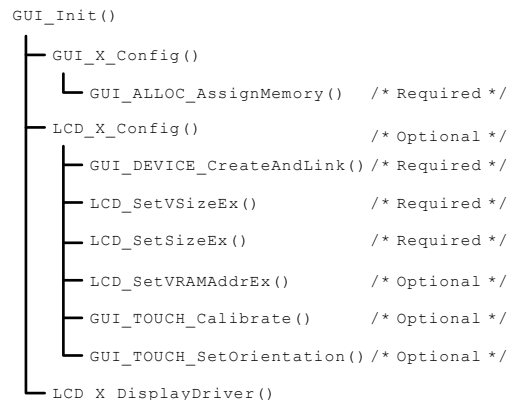 GUI_Init()
GUI_X_Config()
GUI_ALLOC_AssignMemory() /* Required */
LCD_X_Config() /* Optional */
GUI_DEVICE_CreateAndLink() /* Required */
LCD_SetVSizeEx() /* Required */
LCD_SetSizeEx() /* Required */
LCD_SetVRAMAddrEx() /* Optional */
GUI_TOUCH_Calibrate() /* Optional */
GUI_TOUCH_SetOrientation() /* Optional */
LCD_X_DisplayDriver()